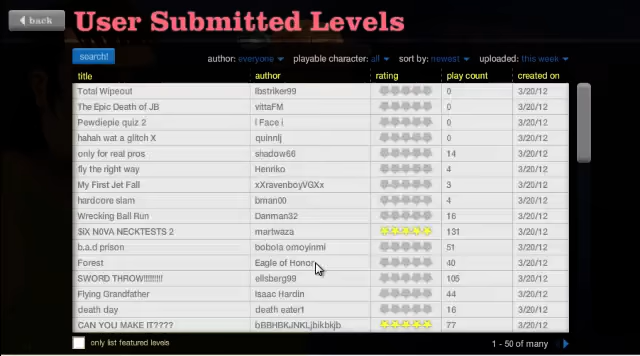 back
User Submitted Levels
search!
author: everyone playable character: all sort by: newest uploaded: this week
title author rating play count created on
Total Wipeout lbstriker99 0 3/20/12
The Epic Death of JB vittaFM 0 3/20/12
Pewdiepie quiz 2 I Face i 0 3/20/12
hahah wat a glitch X quinnlj 0 3/20/12
only for real pros shadow66 14 3/20/12
fly the right way Henriko 4 3/20/12
My First Jet Fall xXravenboyVGXx 3 3/20/12
hardcore slam bman00 4 3/20/12
Wrecking Ball Run Danman32 16 3/20/12
$IX N0VA NECKTESTS 2 martwaza 131 3/20/12
b.a.d prison bobola omoyinmi 51 3/20/12
Forest Eagle of Honor 40 3/20/12
SWORD THROW!!!!!!!!! ellsberg99 105 3/20/12
Flying Grandfather Isaac Hardin 44 3/20/12
death day death eater1 16 3/20/12
CAN YOU MAKE IT???? 77 3/20/12
only list featured levels 1 - 50 of many